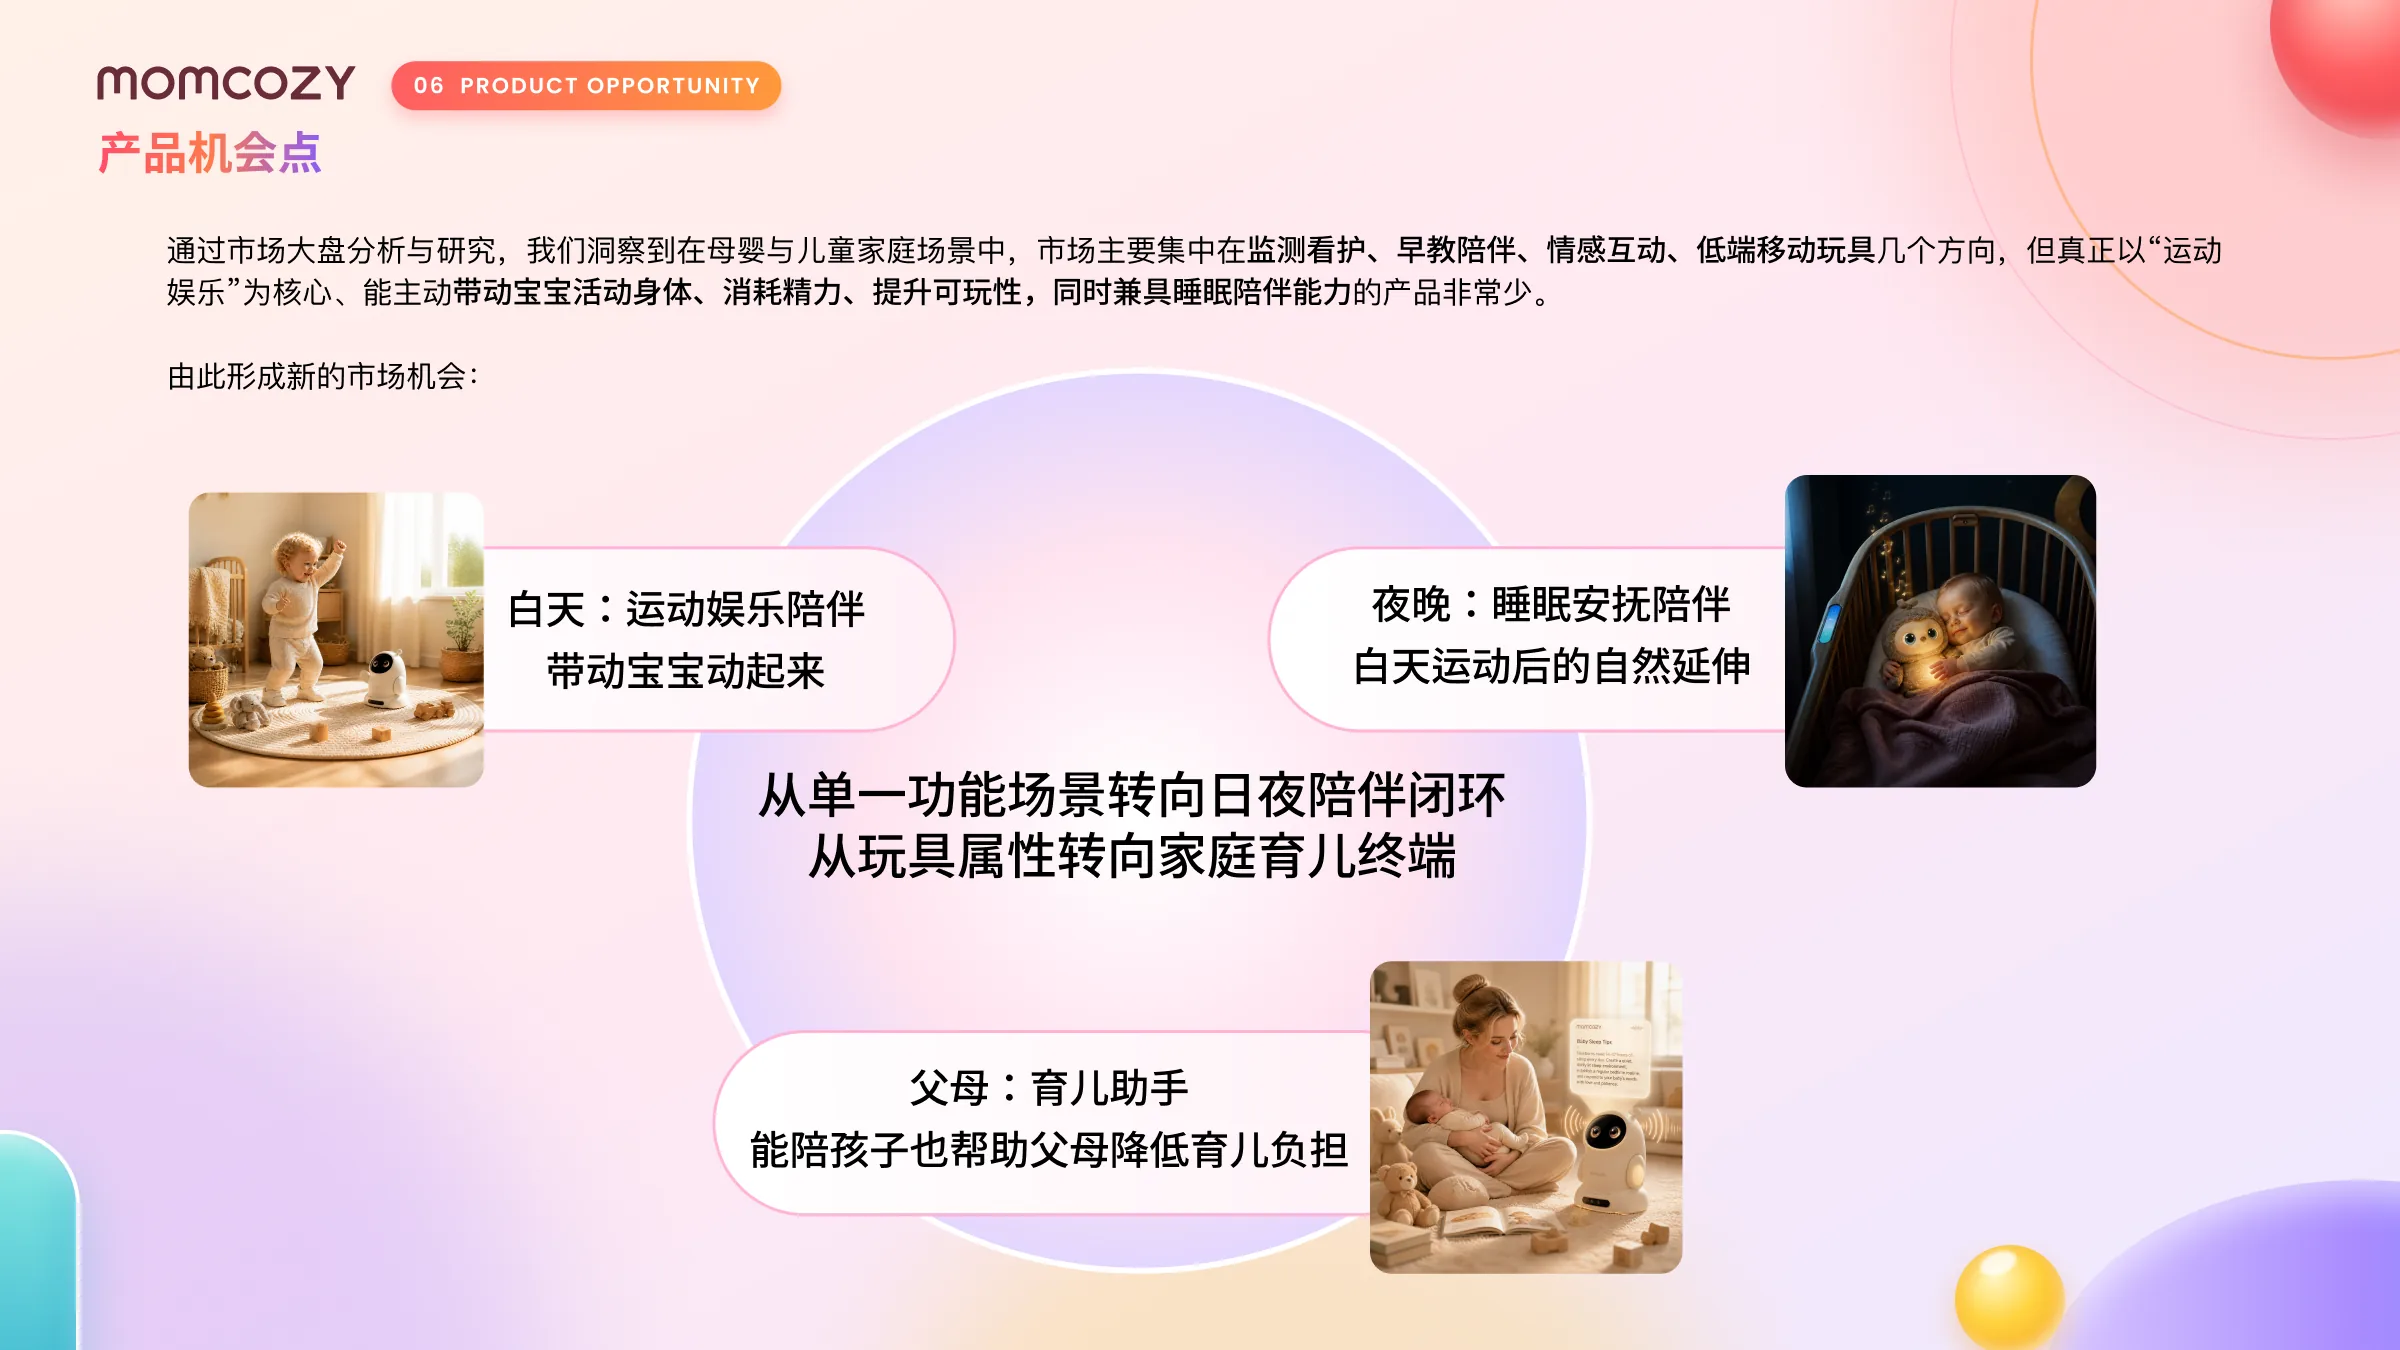 momcozy
06 PRODUCT OPPORTUNITY
产品机会点
通过市场大盘分析与研究，我们洞察到在母婴与儿童家庭场景中，市场主要集中在监测看护、早教陪伴、情感互动、低端移动玩具几个方向，但真正以“运动
娱乐”为核心、能主动带动宝宝活动身体、消耗精力、提升可玩性，同时兼具睡眠陪伴能力的产品非常少。
由此形成新的市场机会：
白天：运动娱乐陪伴
带动宝宝动起来
夜晚：睡眠安抚陪伴
白天运动后的自然延伸
从单一功能场景转向日夜陪伴闭环
从玩具属性转向家庭育儿终端
父母：育儿助手
能陪孩子也帮助父母降低育儿负担
momcozy
Baby Sleep Tips